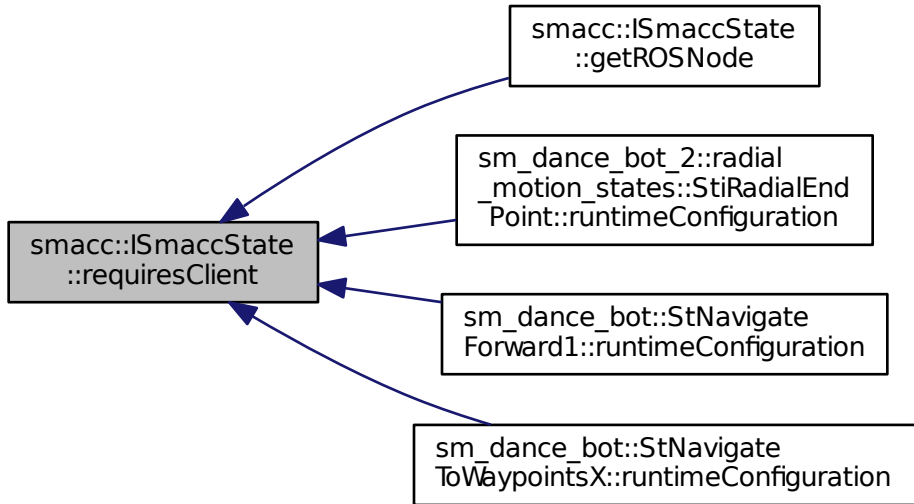 smacc::ISmaccState
::getROSNode
sm_dance_bot_2::radial
_motion_states::StiRadialEnd
Point::runtimeConfiguration
smacc::ISmaccState
::requiresClient
sm_dance_bot::StNavigate
Forward1::runtimeConfiguration
sm_dance_bot::StNavigate
ToWaypointsX::runtimeConfiguration